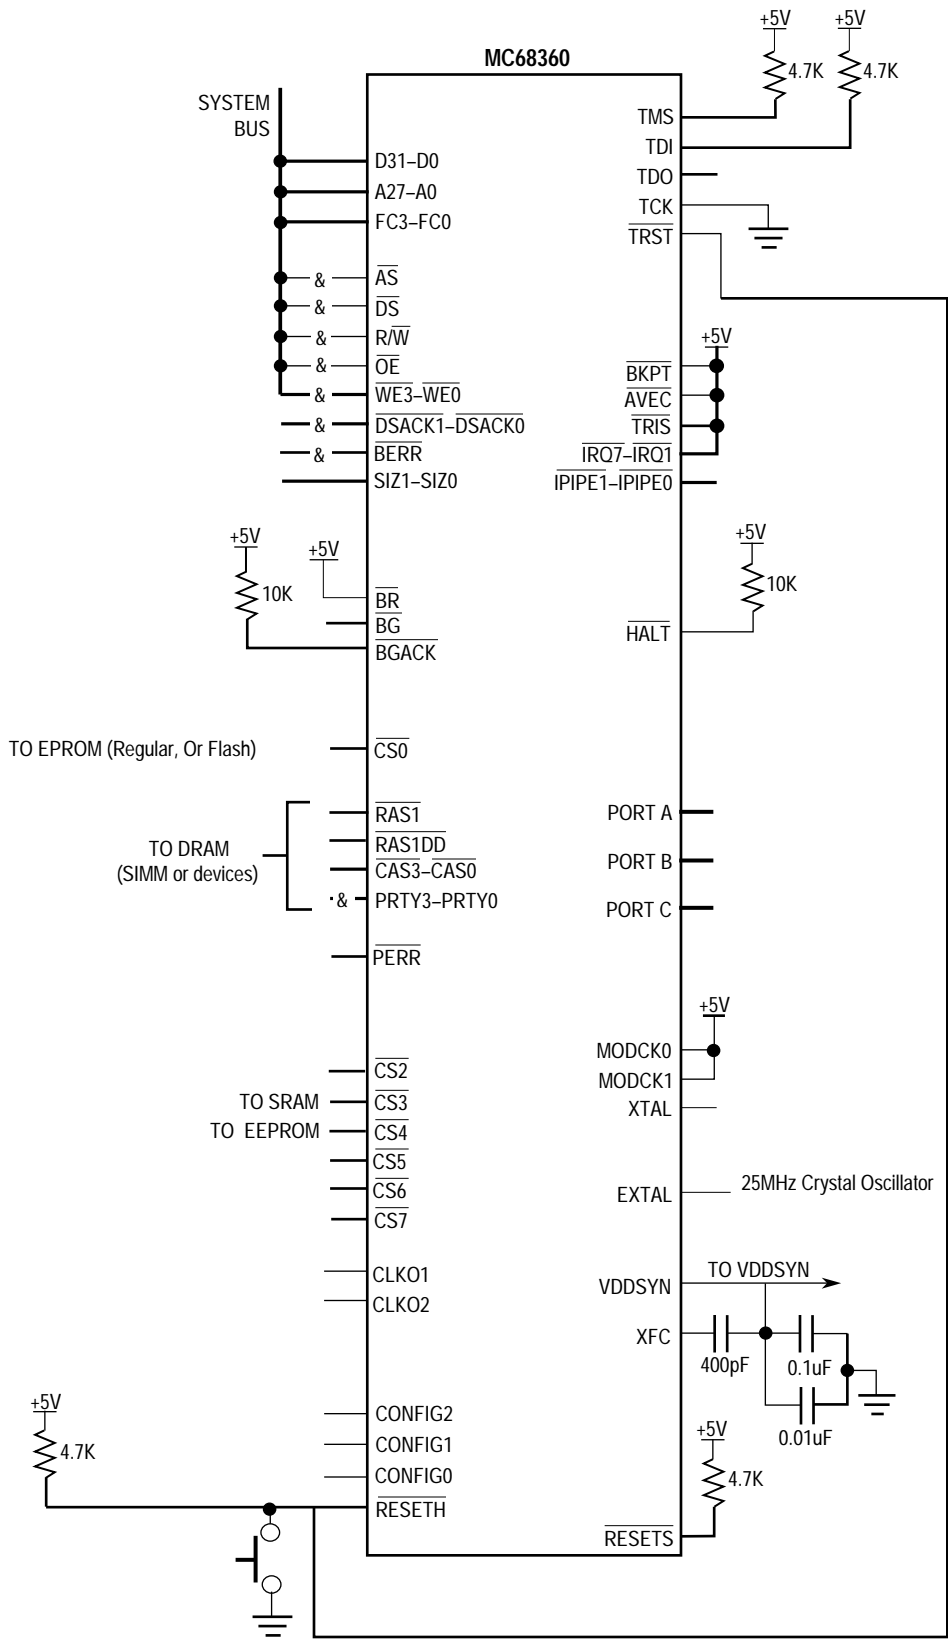 MC68360
+5V
+5V
4.7K
4.7K
SYSTEM
BUS
TMS
TDI
TDO
TCK
TRST
D31–D0
A27–A0
FC3–FC0
& AS
& DS
& R/W
& OE
& WE3–WE0
& DSACK1–DSACK0
& BERR
SIZ1–SIZ0
+5V
BKPT
AVEC
TRIS
IRQ7–IRQ1
IPIPE1–IPIPE0
+5V
10K
+5V
BR
BG
BGACK
+5V
10K
HALT
TO EPROM (Regular, Or Flash)
CS0
TO DRAM
(SIMM or devices)
RAS1
RAS1DD
CAS3–CAS0
& PRTY3–PRTY0
PERR
PORT A
PORT B
PORT C
+5V
MODCK0
MODCK1
XTAL
CS2
TO SRAM CS3
TO EEPROM CS4
CS5
CS6
CS7
EXTAL
25MHz Crystal Oscillator
CLKO1
CLKO2
VDDSYN
TO VDDSYN
XFC
400pF
0.1uF
0.01uF
+5V
4.7K
CONFIG2
CONFIG1
CONFIG0
RESETH
+5V
4.7K
RESETS